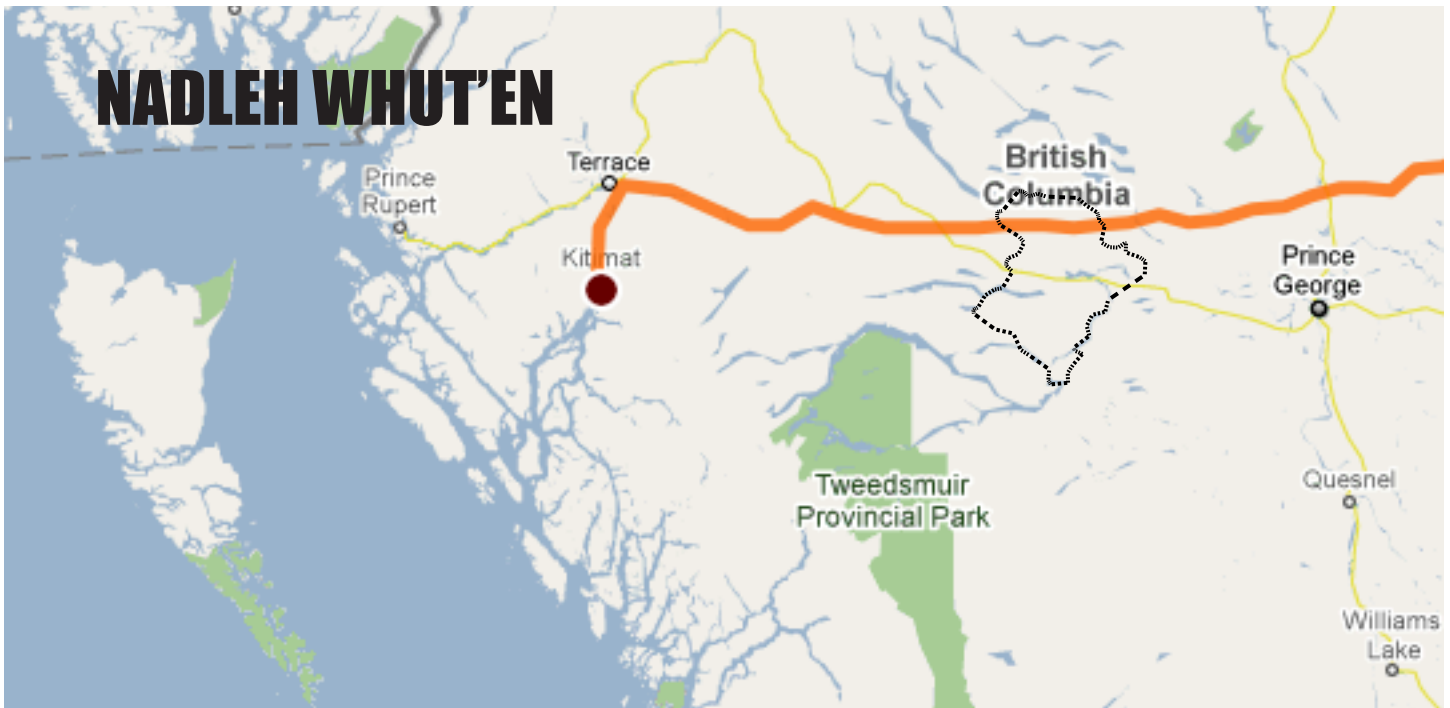 NADLEH WHUT’EN
Terrace
Prince
Rupert
Kitimat
British
Columbia
Prince
George
Tweedsmuir
Provincial Park
Quesnel
Williams
Lake